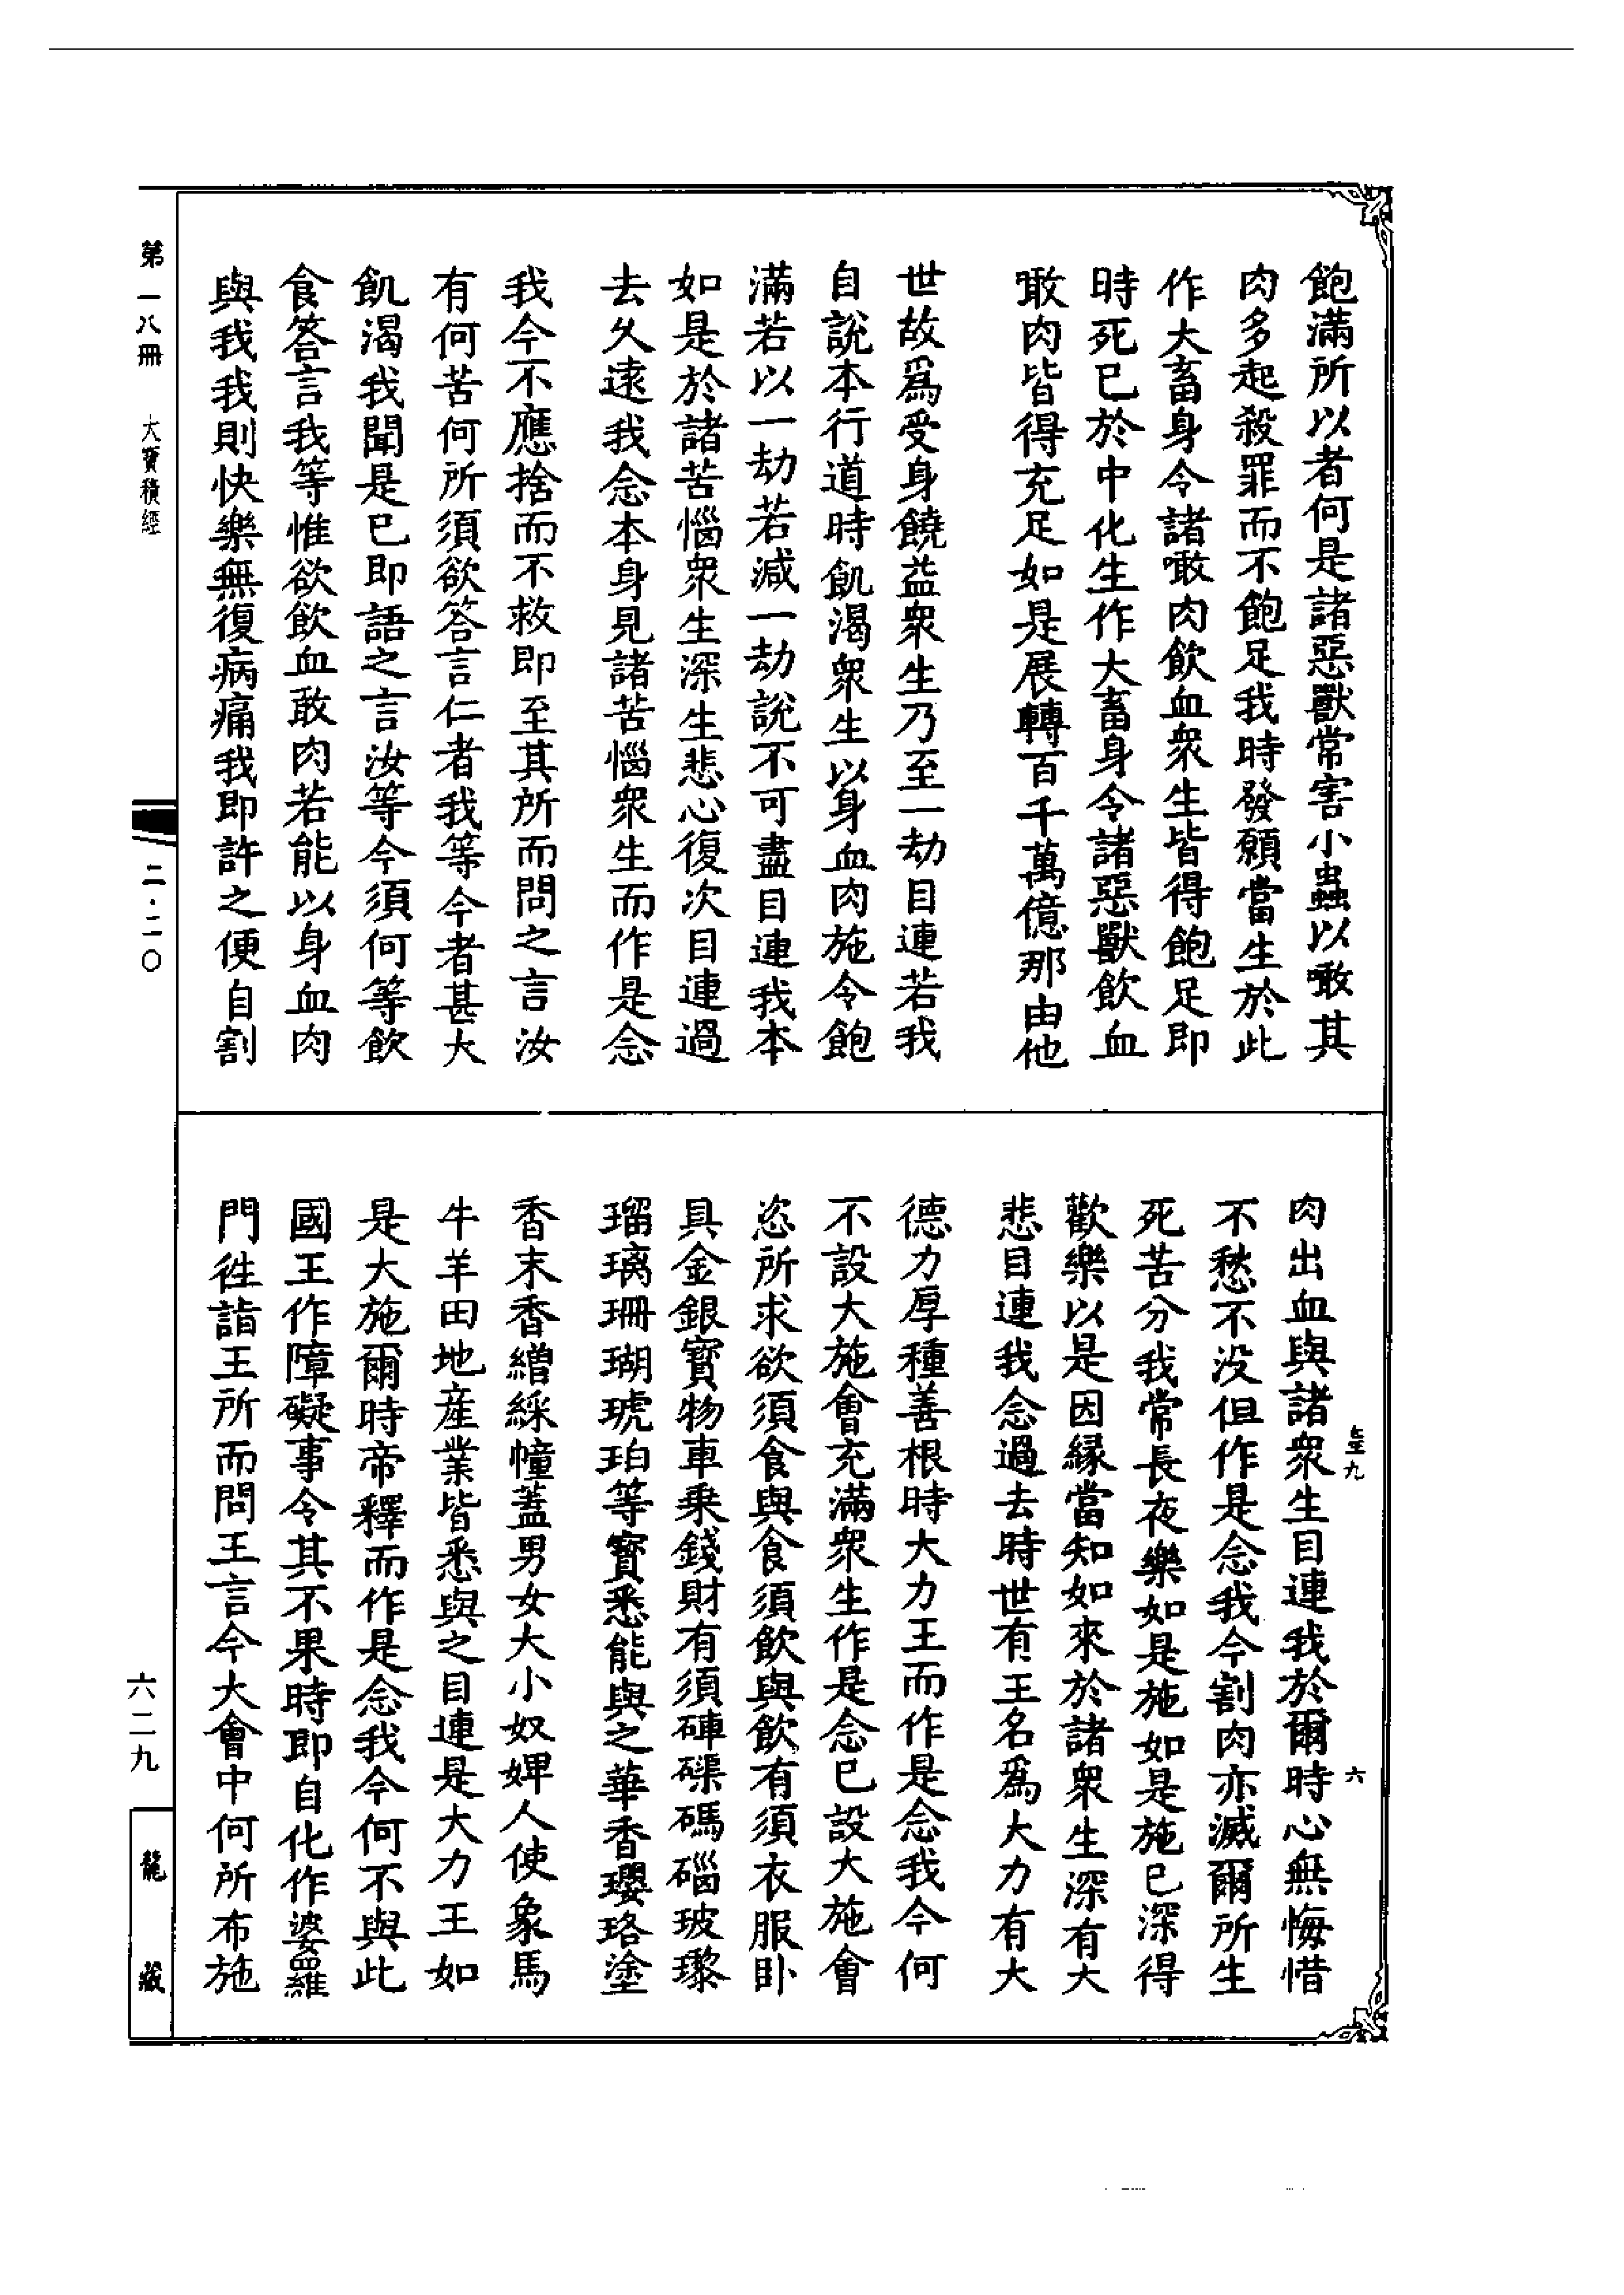 飽滿所以者何是諸惡獸常害小蟲以噉其
肉多起殺罪而不飽足我時發願當生於此
作大畜身令諸噉肉飲血衆生皆得飽足即
時死已於中化生作大畜身令諸惡獸飲血
噉肉皆得充足如是展轉百千萬億那由他
世故爲受身饒益衆生乃至一劫目連若我
自說本行道時飢渴衆生以身血肉施令飽
滿若以一劫若減一劫說不可盡目連我本
如是於諸苦惱衆生深生悲心復次目連過
去久逺我念本身見諸苦惱衆生而作是念
我今不應捨而不救即至其所而問之言汝
有何苦何所須欲答言仁者我等今者甚大
飢渴我聞是已即語之言汝等今須何等飲
食答言我等惟欲飲血噉肉若能以身血肉
與我我則快樂無復病痛我即許之便自割
肉出血與諸衆生目連我於爾時心無悔惜
不愁不没但作是念我今割肉亦滅爾所生
死苦分我常長夜樂如是施如是施已深得
歡樂以是因緣當知如來於諸衆生深有大
悲目連我念過去時世有王名爲大力有大
德力厚種善根時大力王而作是念我今何
不設大施會充滿衆生作是念已設大施會
恣所求欲須食與食須飲與飲有須衣服卧
具金銀寶物車乘錢財有須硨磲碼碯玻瓈
瑠璃珊瑚琥珀等寶悉能與之華香瓔珞塗
香末香繒綵幢蓋男女大小奴婢人使象馬
牛羊田地産業皆悉與之目連是大力王如
是大施爾時帝釋而作是念我今何不與此
國王作障礙事令其不果時即自化作婆羅
門徃詣王所而問王言今大會中何所布施
第一八冊 大寶積經
二·二〇
六二九
龍藏
六